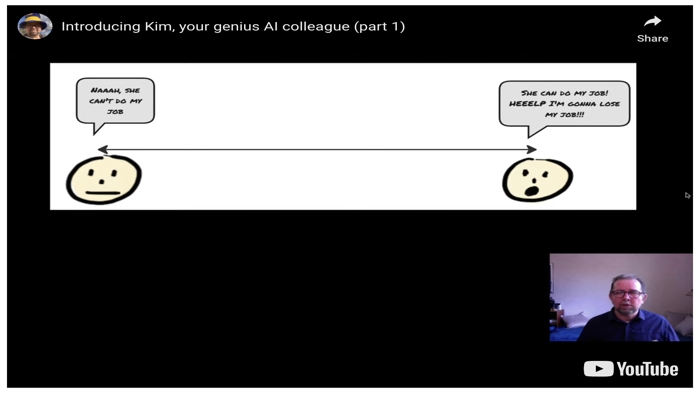 Introducing Kim, your genius AI colleague (part 1)
Share
NAAAH, SHE
CAN'T DO MY
JOB
SHE CAN DO MY JOB!
HEEELP I'M GONNA LOSE
MY JOB!!!
YouTube